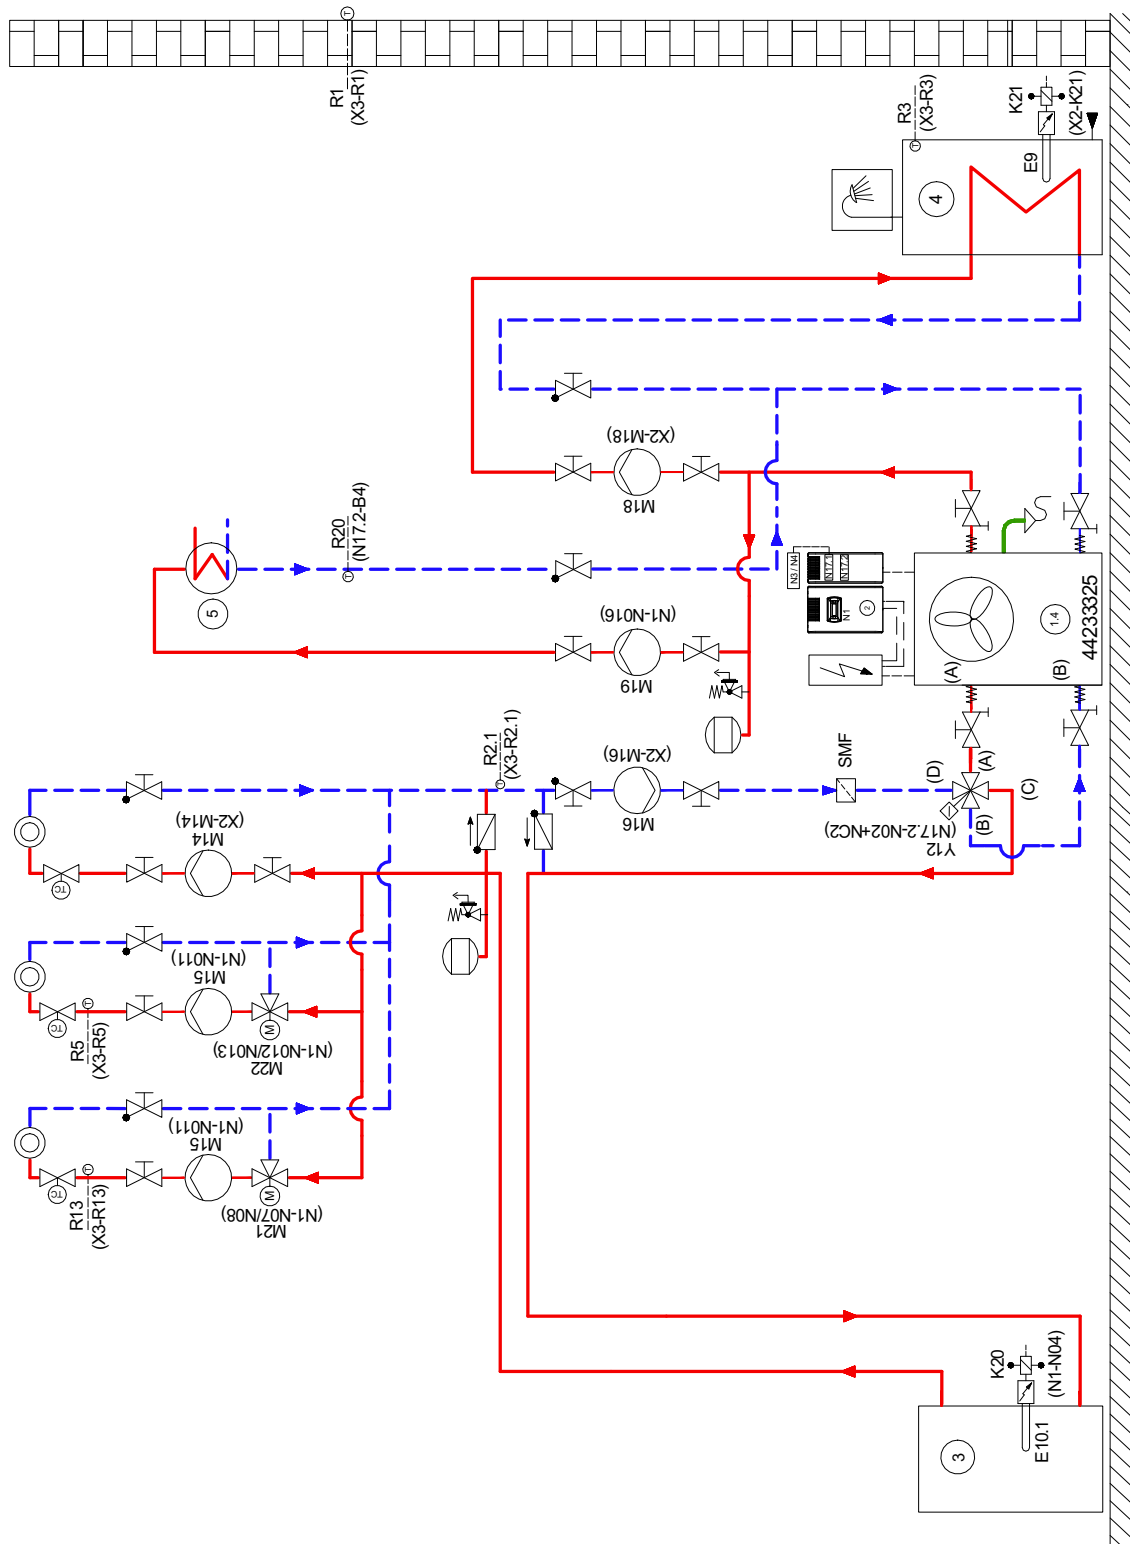 R1
(X3-R1)
K21
(X2-K21)
R3
(X3-R3)
E9
4
M18
(X2-M18)
R20
(N17.2-B4)
5
M19
(N1-N016)
N3 / N4
N17.1
N17.2
N1
2
1.4
44233325
(A)
(B)
R2.1
(X3-R2.1)
M16
(X2-M16)
SMF
(D)
(A)
(B)
(C)
Y12
(N17.2-N02+NC2)
M14
(X2-M14)
TC
M15
(N1-N011)
TC
R5
(X3-R5)
M
M22
(N1-N012/N013)
M15
(N1-N011)
TC
R13
(X3-R13)
M
M21
(N1-N07/N08)
K20
(N1-N04)
E10.1
3
T
T
T
T
T
T